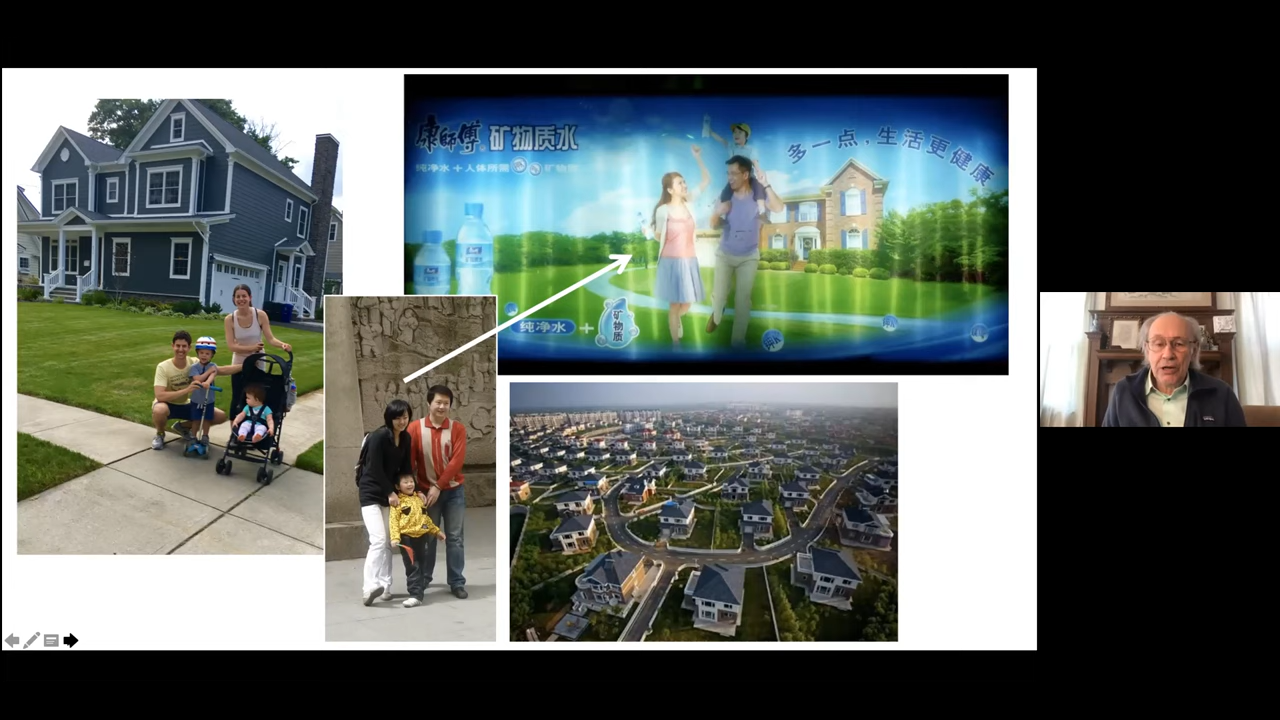 康師傅 矿物质水
多一点,生活更健康
纯净水+人体所需 矿物质
纯净水+矿物质